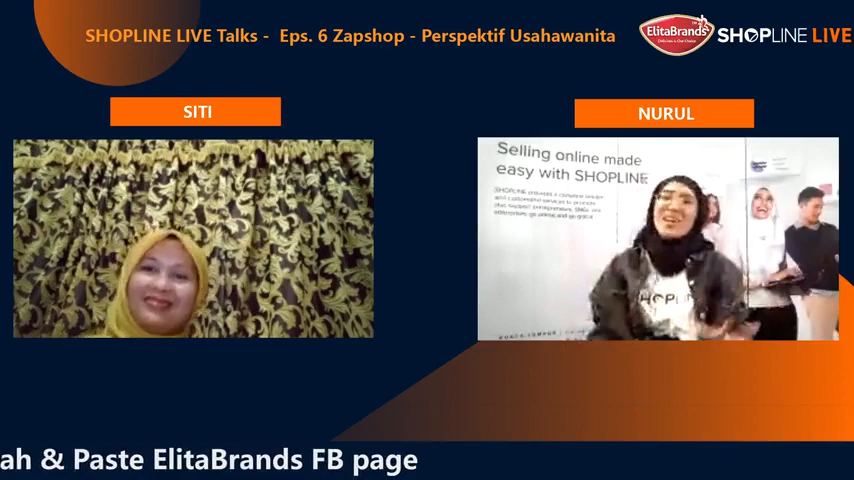 SHOPLINE LIVE Talks - Eps. 6 Zapshop - Perspektif Usahawanita
ElitaBrands
SHOPLINE LIVE
SITI
NURUL
Selling online made
easy with SHOPLINE
SHOPLINE
ah & Paste ElitaBrands FB page